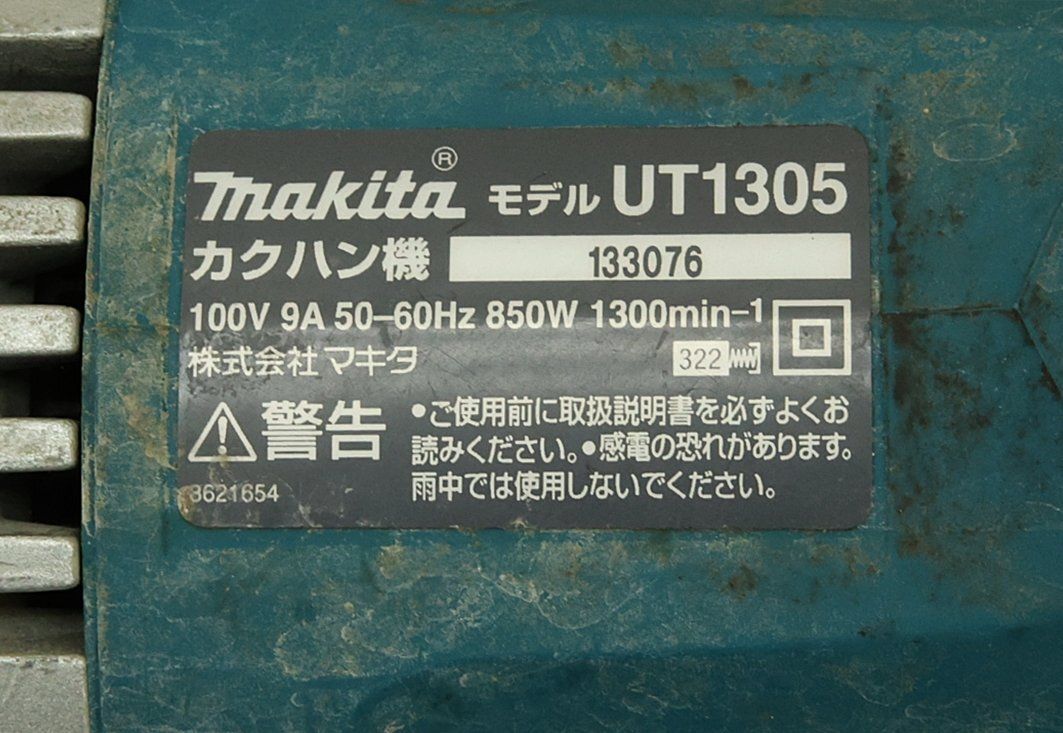 makita® モデル UT1305
カクハン機 133076
100V 9A 50–60Hz 850W 1300min-1
株式会社 マキタ 322
警告 •ご使用前に取扱説明書を必ずよくお
読みください。•感電の恐れがあります。
雨中では使用しないでください。
8621654